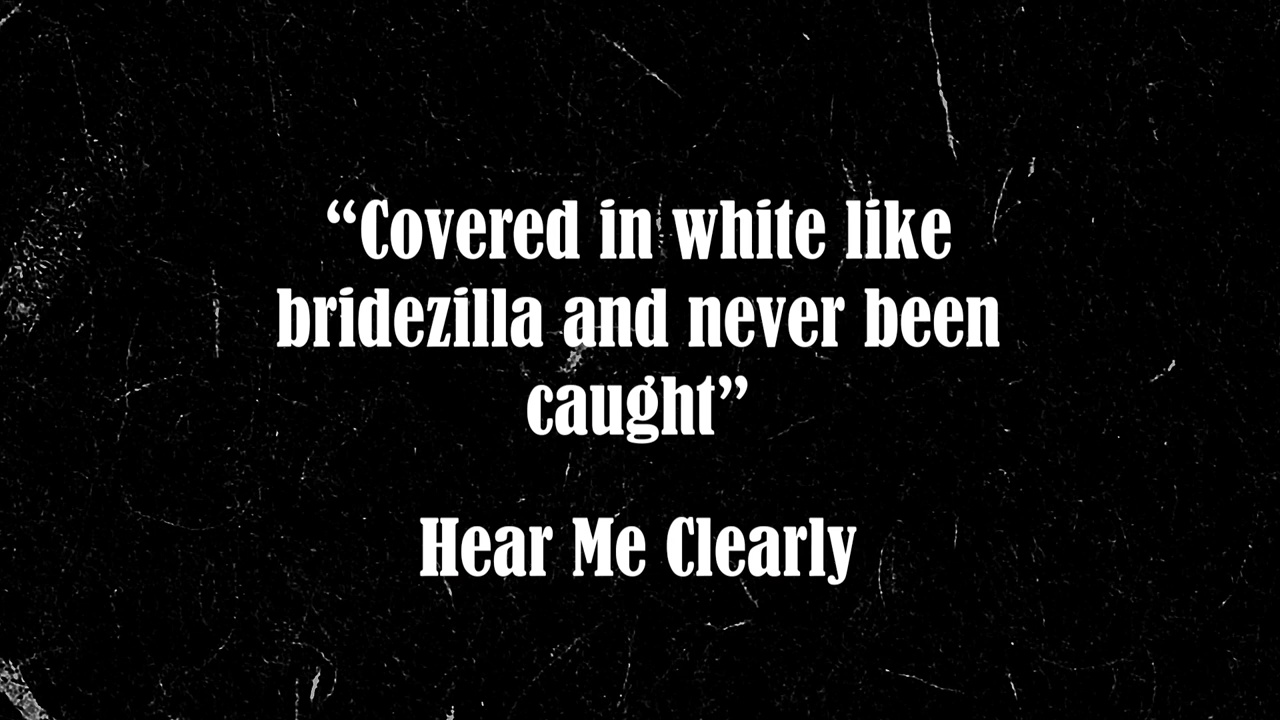 “Covered in white like
bridezilla and never been
caught”
Hear Me Clearly